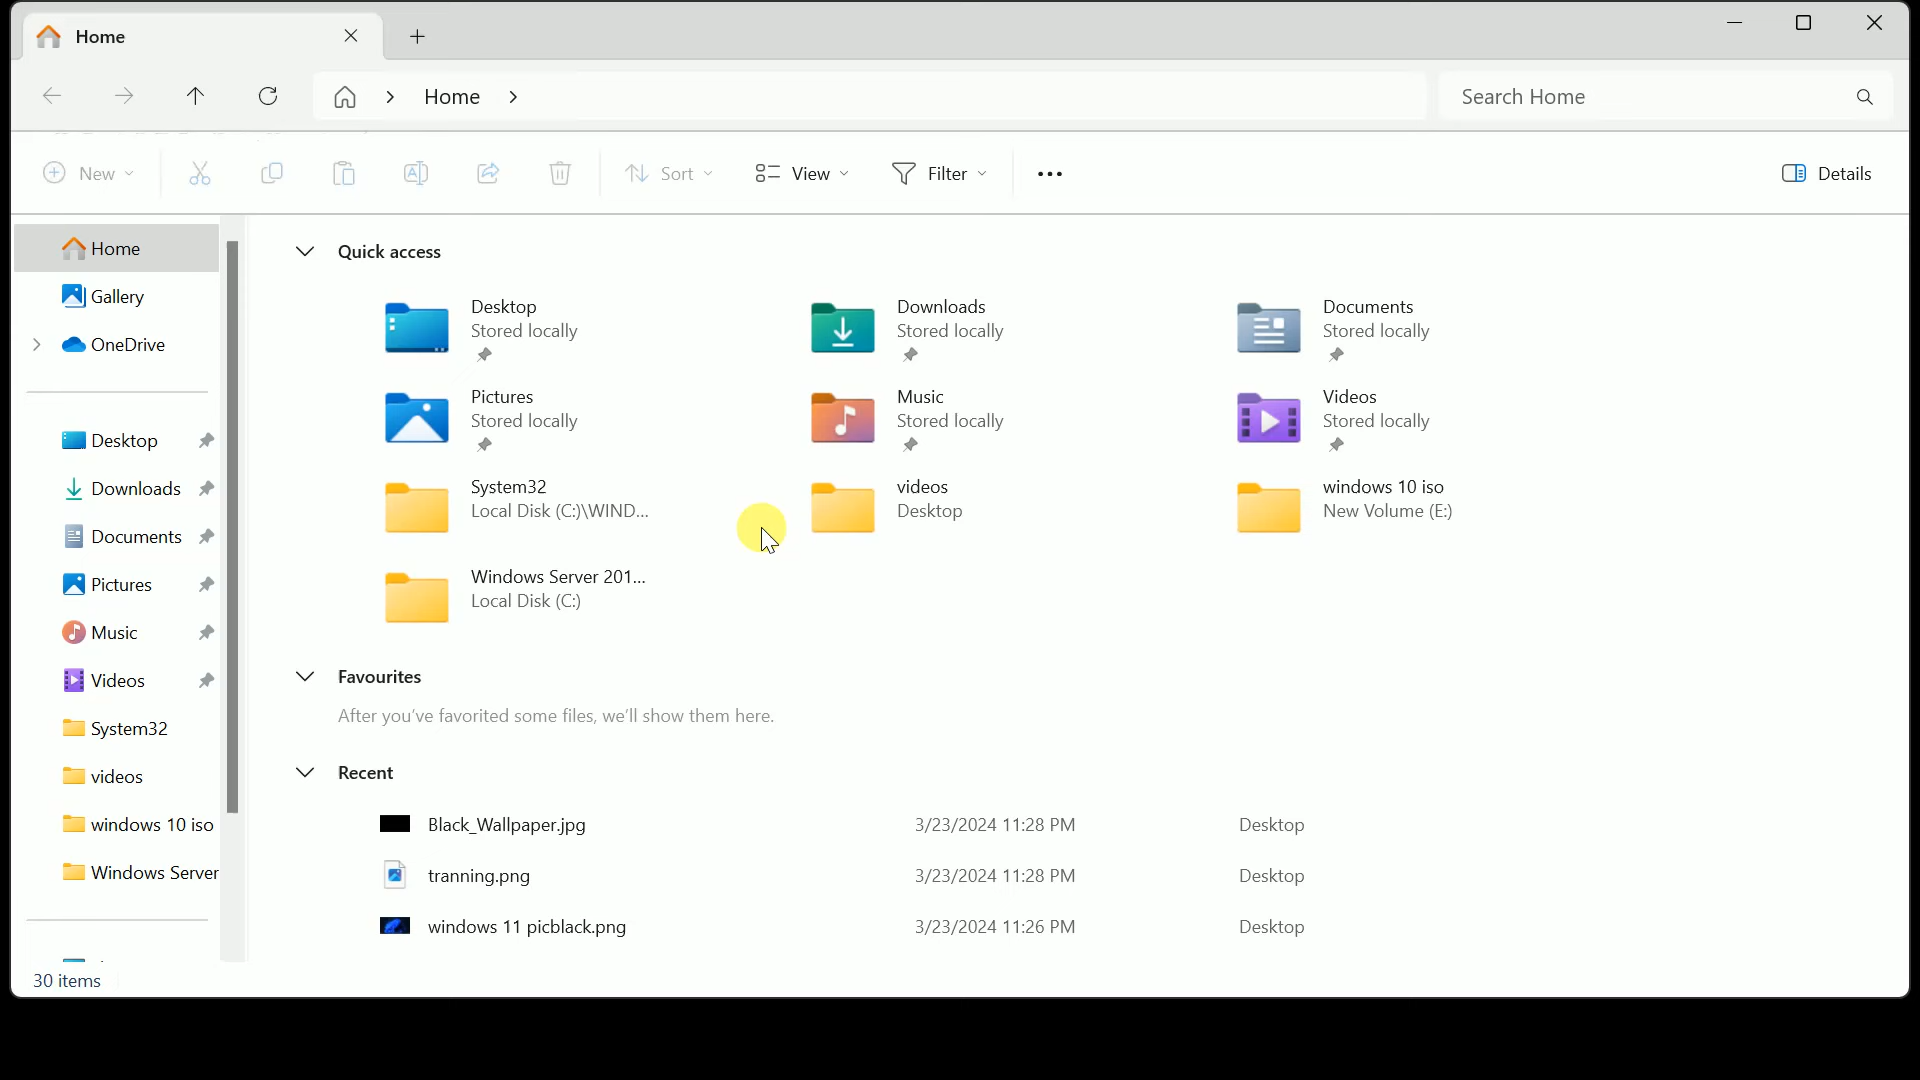 Home
Home
Search Home
New
Sort
View
Filter
Details
Home
Gallery
OneDrive
Desktop
Downloads
Documents
Pictures
Music
Videos
System32
videos
windows 10 iso
Windows Server
Quick access
Desktop
Stored locally
Downloads
Stored locally
Documents
Stored locally
Pictures
Stored locally
Music
Stored locally
Videos
Stored locally
System32
Local Disk (C:)\WIND...
videos
Desktop
windows 10 iso
New Volume (E:)
Windows Server 201...
Local Disk (C:)
Favourites
After you've favorited some files, we'll show them here.
Recent
Black_Wallpaper.jpg 3/23/2024 11:28 PM Desktop
tranning.png 3/23/2024 11:28 PM Desktop
windows 11 picblack.png 3/23/2024 11:26 PM Desktop
30 items